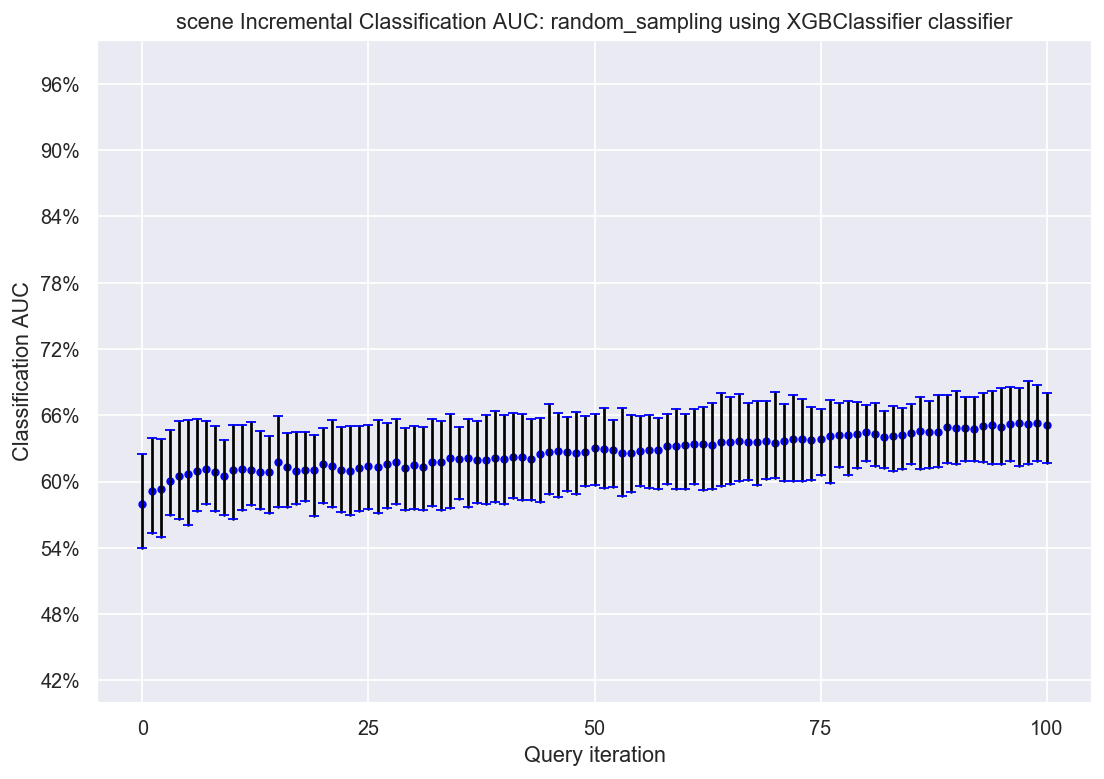 scene Incremental Classification AUC: random_sampling using XGBClassifier classifier
Classification AUC
96%
90%
84%
78%
72%
66%
60%
54%
48%
42%
0 25 50 75 100
Query iteration